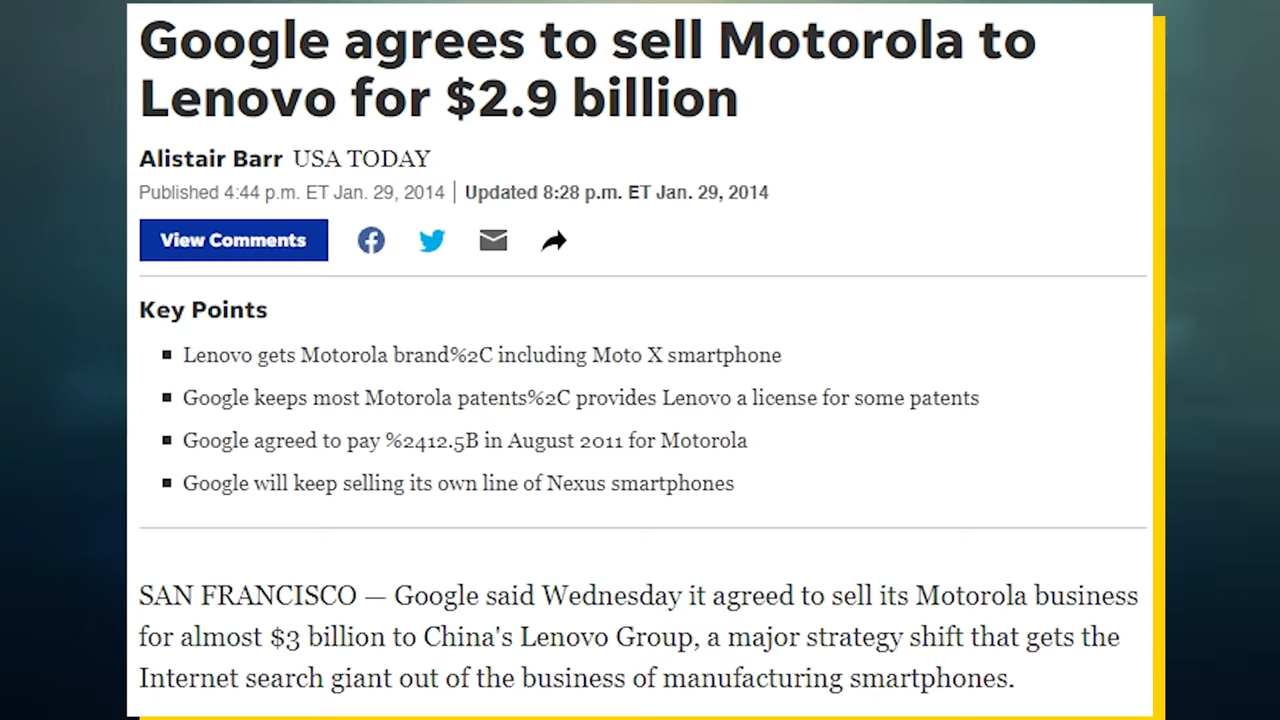 Google agrees to sell Motorola to
Lenovo for $2.9 billion
Alistair Barr USA TODAY
Published 4:44 p.m. ET Jan. 29, 2014 | Updated 8:28 p.m. ET Jan. 29, 2014
View Comments
Key Points
Lenovo gets Motorola brand%2C including Moto X smartphone
Google keeps most Motorola patents%2C provides Lenovo a license for some patents
Google agreed to pay %2412.5B in August 2011 for Motorola
Google will keep selling its own line of Nexus smartphones
SAN FRANCISCO — Google said Wednesday it agreed to sell its Motorola business
for almost $3 billion to China's Lenovo Group, a major strategy shift that gets the
Internet search giant out of the business of manufacturing smartphones.